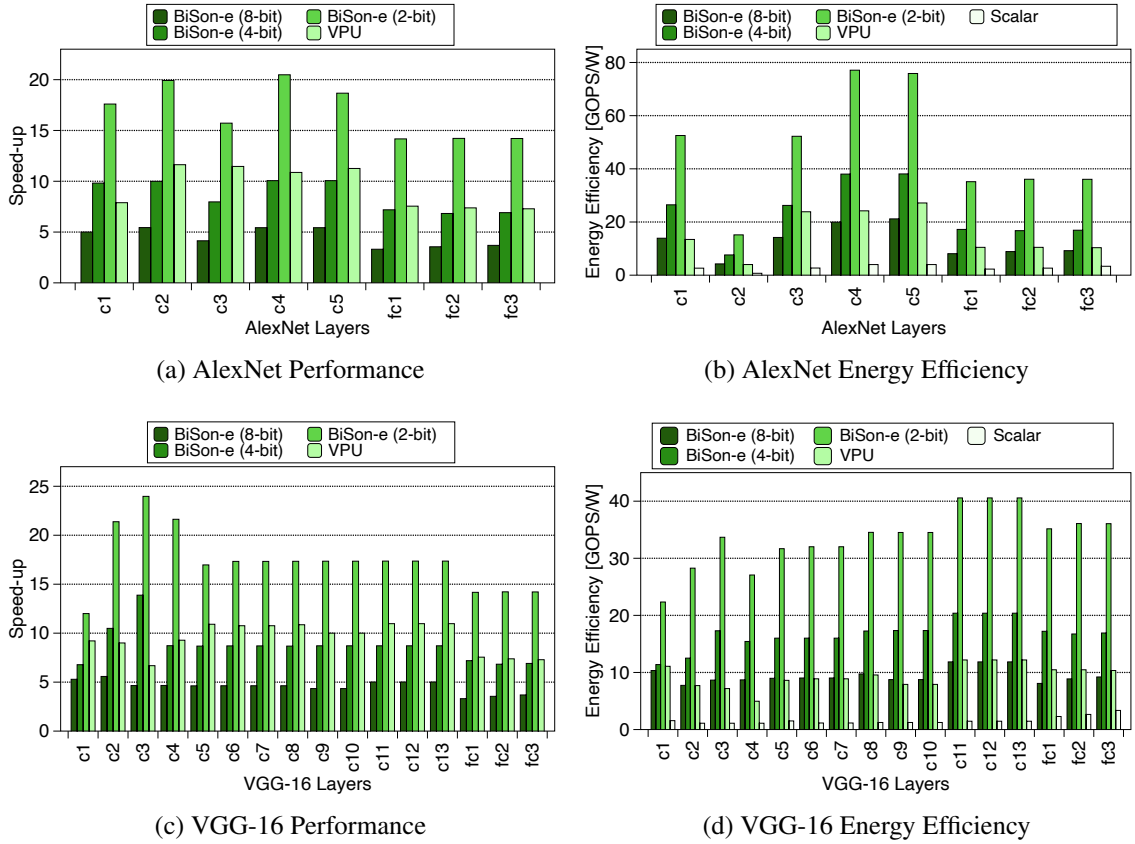 BiSon-e (8-bit) BiSon-e (2-bit)
BiSon-e (4-bit) VPU
Speed-up
20
15
10
5
0
c1 c2 c3 c4 c5 fc1 fc2 fc3
AlexNet Layers
(a) AlexNet Performance
BiSon-e (8-bit) BiSon-e (2-bit) Scalar
BiSon-e (4-bit) VPU
Energy Efficiency [GOPS/W]
80
60
40
20
0
c1 c2 c3 c4 c5 fc1 fc2 fc3
AlexNet Layers
(b) AlexNet Energy Efficiency
BiSon-e (8-bit) BiSon-e (2-bit)
BiSon-e (4-bit) VPU
Speed-up
25
20
15
10
5
0
c1 c2 c3 c4 c5 c6 c7 c8 c9 c10 c11 c12 c13 fc1 fc2 fc3
VGG-16 Layers
(c) VGG-16 Performance
BiSon-e (8-bit) BiSon-e (2-bit) Scalar
BiSon-e (4-bit) VPU
Energy Efficiency [GOPS/W]
40
30
20
10
0
c1 c2 c3 c4 c5 c6 c7 c8 c9 c10 c11 c12 c13 fc1 fc2 fc3
VGG-16 Layers
(d) VGG-16 Energy Efficiency